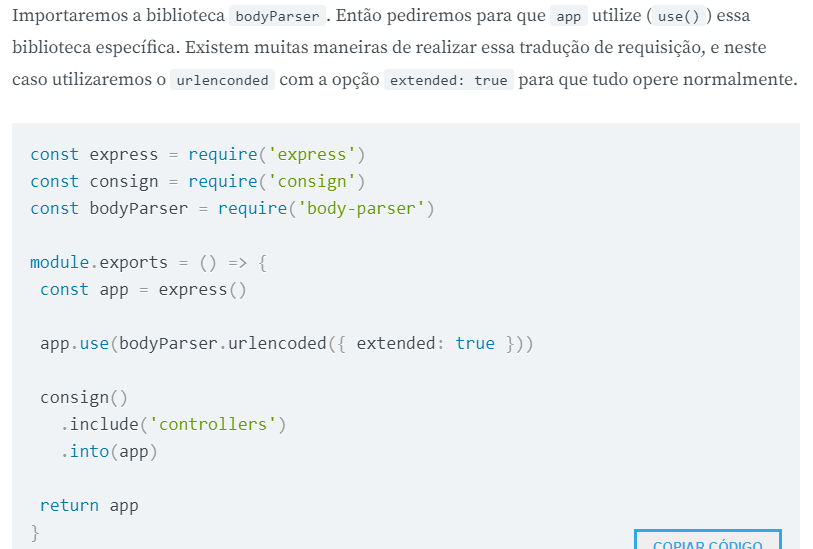 Importaremos a biblioteca bodyParser. Então pediremos para que app utilize (use()) essa
biblioteca específica. Existem muitas maneiras de realizar essa tradução de requisição, e neste
caso utilizaremos o urlenconded com a opção extended: true para que tudo opere normalmente.
const express = require('express')
const consign = require('consign')
const bodyParser = require('body-parser')
module.exports = () => {
const app = express()
app.use(bodyParser.urlencoded({ extended: true }))
consign()
.include('controllers')
.into(app)
return app
}
COPIAR CÓDIGO